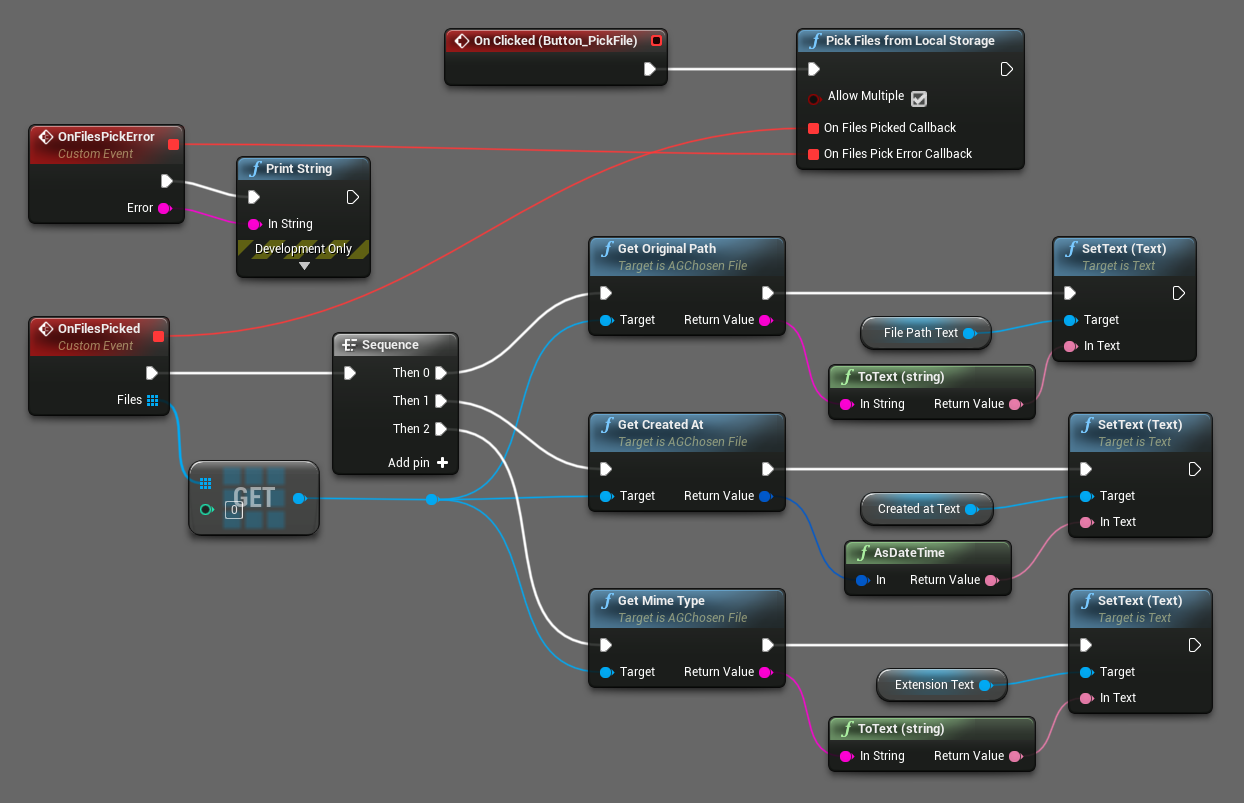 On Clicked (Button_PickFile)
Pick Files from Local Storage
Allow Multiple
On Files Picked Callback
On Files Pick Error Callback
OnFilesPickError
Custom Event
Error
Print String
In String
Development Only
OnFilesPicked
Custom Event
Files
Sequence
Then 0
Then 1
Then 2
Add pin
GET
0
Get Original Path
Target is AGChosen File
Target Return Value
File Path Text
ToText (string)
In String Return Value
SetText (Text)
Target is Text
Target
In Text
Get Created At
Target is AGChosen File
Target Return Value
Created at Text
AsDateTime
In Return Value
SetText (Text)
Target is Text
Target
In Text
Get Mime Type
Target is AGChosen File
Target Return Value
Extension Text
ToText (string)
In String Return Value
SetText (Text)
Target is Text
Target
In Text